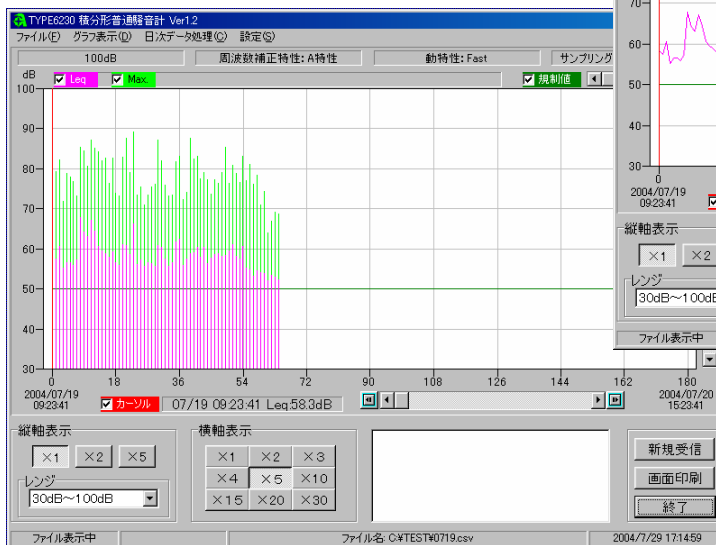 TYPE6230 積分形普通騒音計 Ver1.2
ファイル(F) グラフ表示(D) 日次データ処理(C) 設定(S)
100dB 周波数補正特性:A特性 動特性:Fast サンプリング
dB Leq Max. 規制値
100
90
80
70
60
50
40
30
0 18 36 54 72 90 108 126 144 162 180
2004/07/19 09:23:41
カーソル 07/19 09:23:41 Leq:58.3dB
2004/07/20 15:23:41
縦軸表示
×1 ×2 ×5
レンジ
30dB～100dB
横軸表示
×1 ×2 ×3
×4 ×5 ×10
×15 ×20 ×30
新規受信
画面印刷
終了
ファイル表示中 ファイル名: C:¥TEST¥0719.csv 2004/7/29 17:14:59
70
60
50
40
30
0
2004/07/19 09:23:41
縦軸表示
×1 ×2
レンジ
30dB～100dB
ファイル表示中